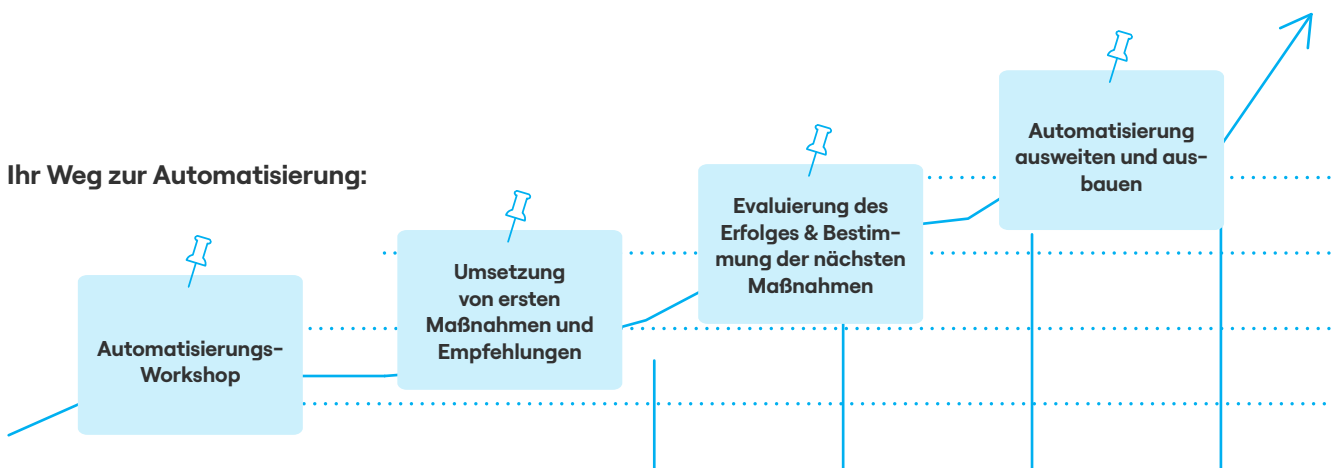 Ihr Weg zur Automatisierung:
Automatisierungs-
Workshop
Umsetzung
von ersten
Maßnahmen und
Empfehlungen
Evaluierung des
Erfolges & Bestim-
mung der nächsten
Maßnahmen
Automatisierung
ausweiten und aus-
bauen